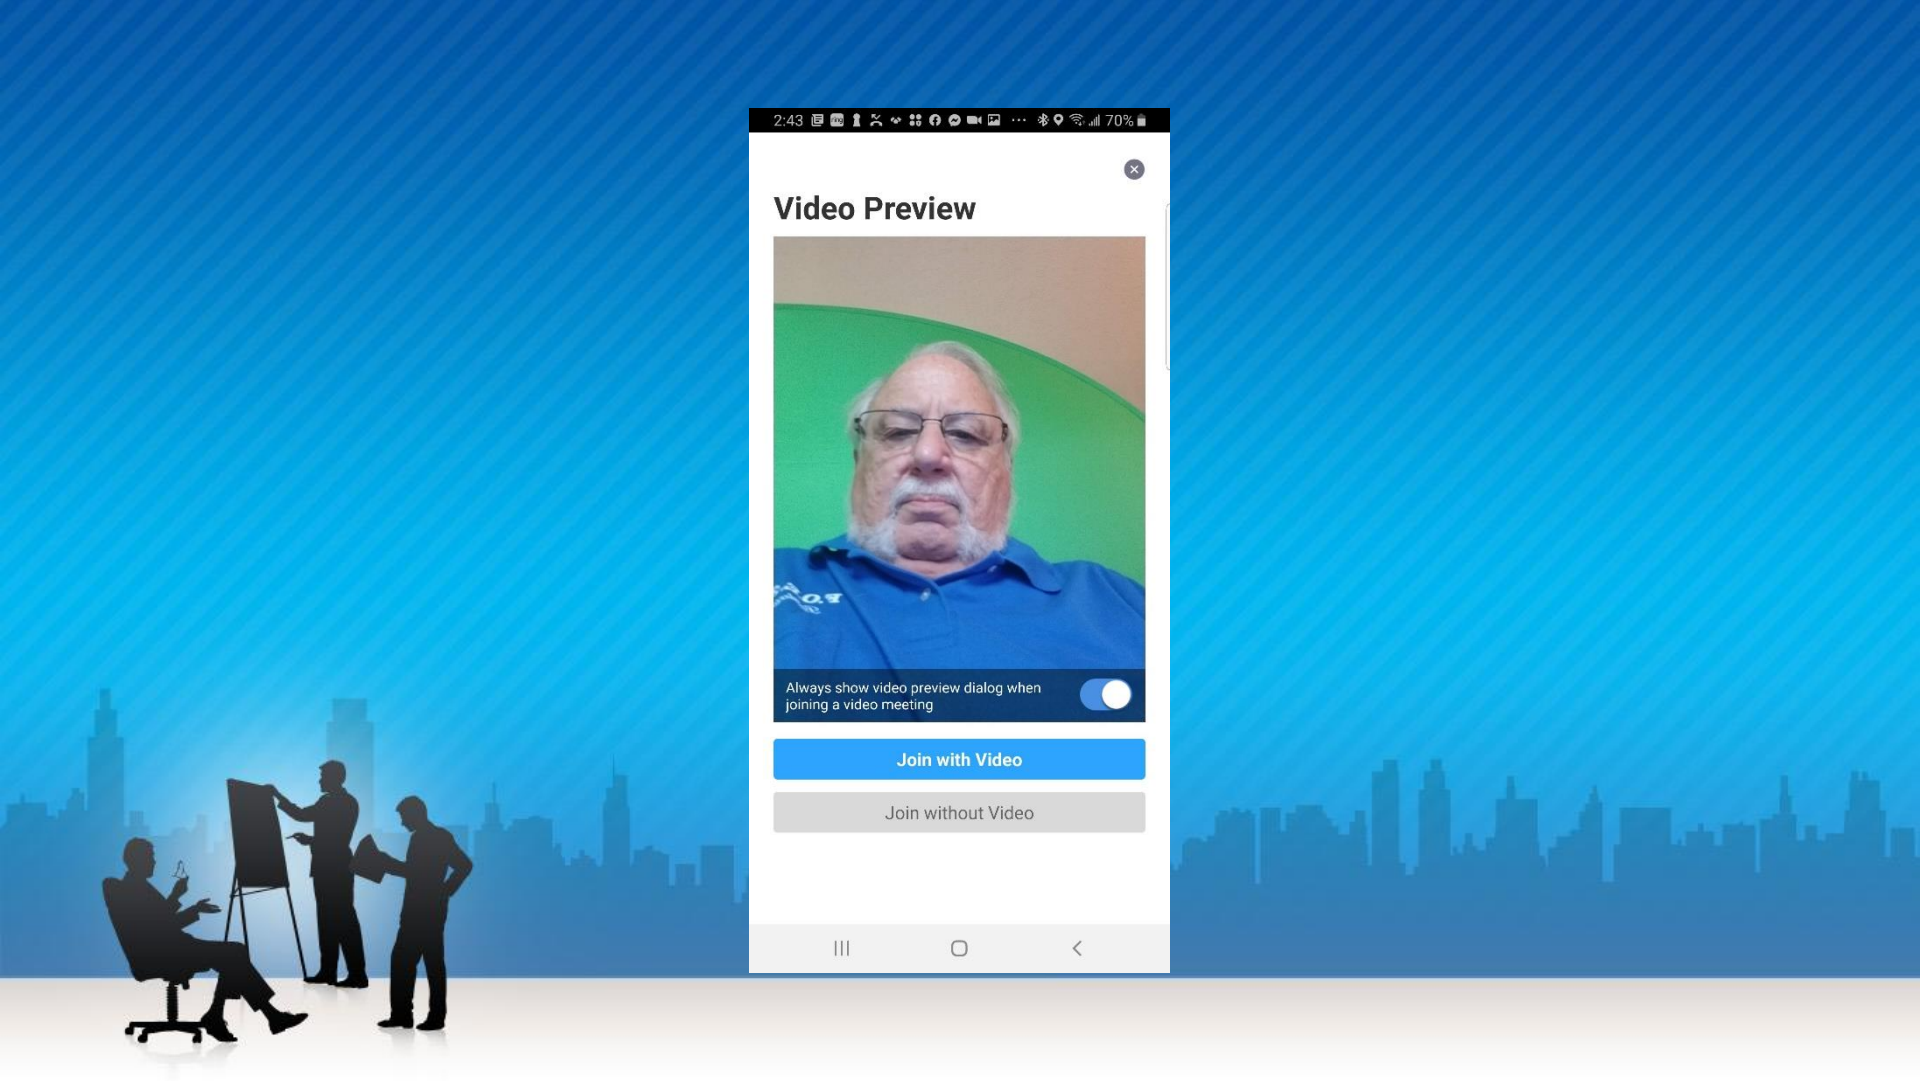 2:43
70%
Video Preview
Always show video preview dialog when
joining a video meeting
Join with Video
Join without Video